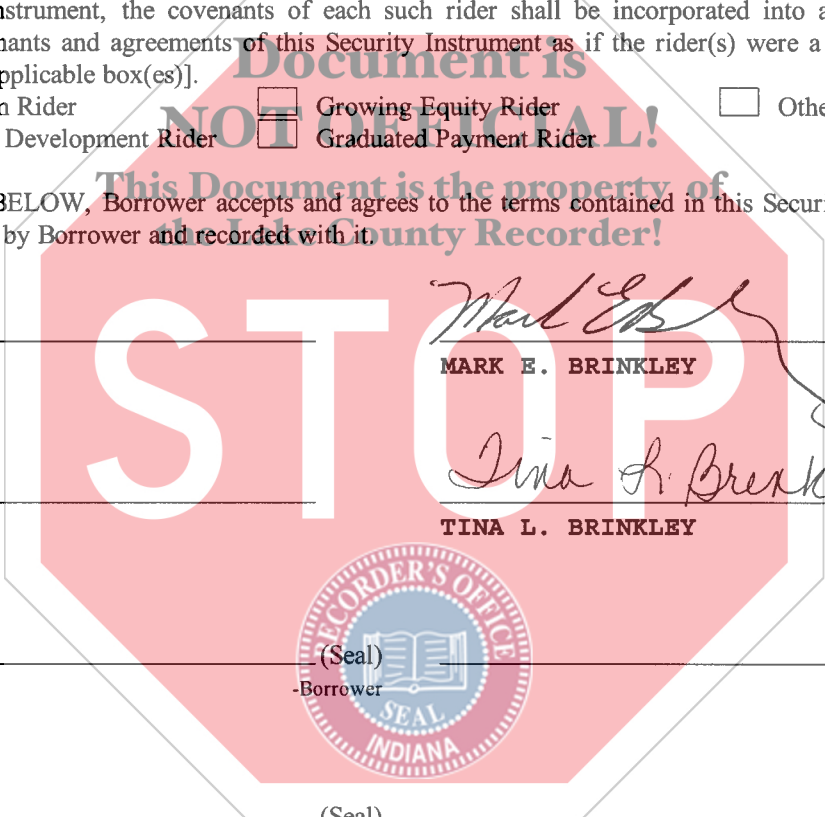 nstrument, the covenants of each such rider shall be incorporated into a
nants and agreements of this Security Instrument as if the rider(s) were a
pplicable box(es)].
n Rider Growing Equity Rider Othe
Development Rider Graduated Payment Rider
BELOW, Borrower accepts and agrees to the terms contained in this Securi
by Borrower and recorded with it.
Document is
NOT OFFICIAL!
This Document is the property of
the Lake County Recorder!
STOP
Mark E B
MARK E. BRINKLEY
Tina L. Brink
TINA L. BRINKLEY
(Seal)
-Borrower
RECORDER'S OFFICE
SEAL
INDIANA
(Seal)